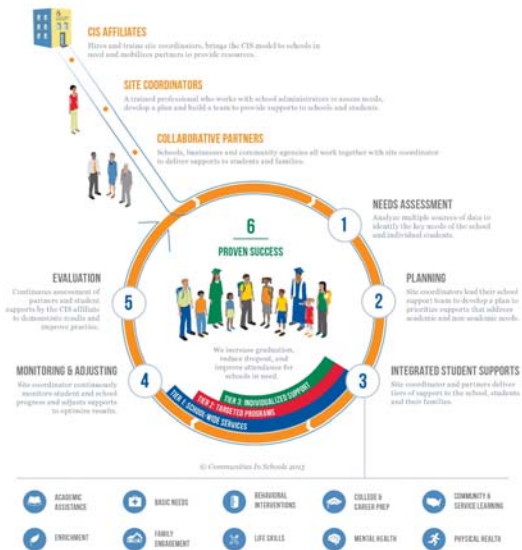 CIS AFFILIATES
Hires and trains site coordinators, brings the CIS model to schools in
need and mobilizes partners to provide resources.
SITE COORDINATORS
A trained professional who works with school administrators to assess needs,
develop a plan and build a team to provide supports to schools and students.
COLLABORATIVE PARTNERS
Schools, businesses and community agencies all work together with site coordinator
to deliver supports to students and families.
1
NEEDS ASSESSMENT
Analyze multiple sources of data to
identify the key needs of the school
and individual students.
2
PLANNING
Site coordinators lead their school
support team to develop a plan to
prioritize supports that address
academic and non-academic needs.
3
INTEGRATED STUDENT SUPPORTS
Site coordinator and partners deliver
tiers of support to the school, students
and their families.
TIER 3: INDIVIDUALIZED SUPPORT
TIER 2: TARGETED PROGRAMS
TIER 1: SCHOOL-WIDE SERVICES
4
MONITORING & ADJUSTING
Site coordinator continuously
monitors student and school
progress and adjusts supports
to optimize results.
5
EVALUATION
Continuous assessment of
partners and student
supports by the CIS affiliate
to demonstrate results and
improve practice.
6
PROVEN SUCCESS
We increase graduation,
reduce dropout, and
improve attendance for
schools in need.
© Communities In Schools 2015
ACADEMIC
ASSISTANCE
BASIC NEEDS
BEHAVIORAL
INTERVENTIONS
COLLEGE &
CAREER PREP
COMMUNITY &
SERVICE LEARNING
ENRICHMENT
FAMILY
ENGAGEMENT
LIFE SKILLS
MENTAL HEALTH
PHYSICAL HEALTH